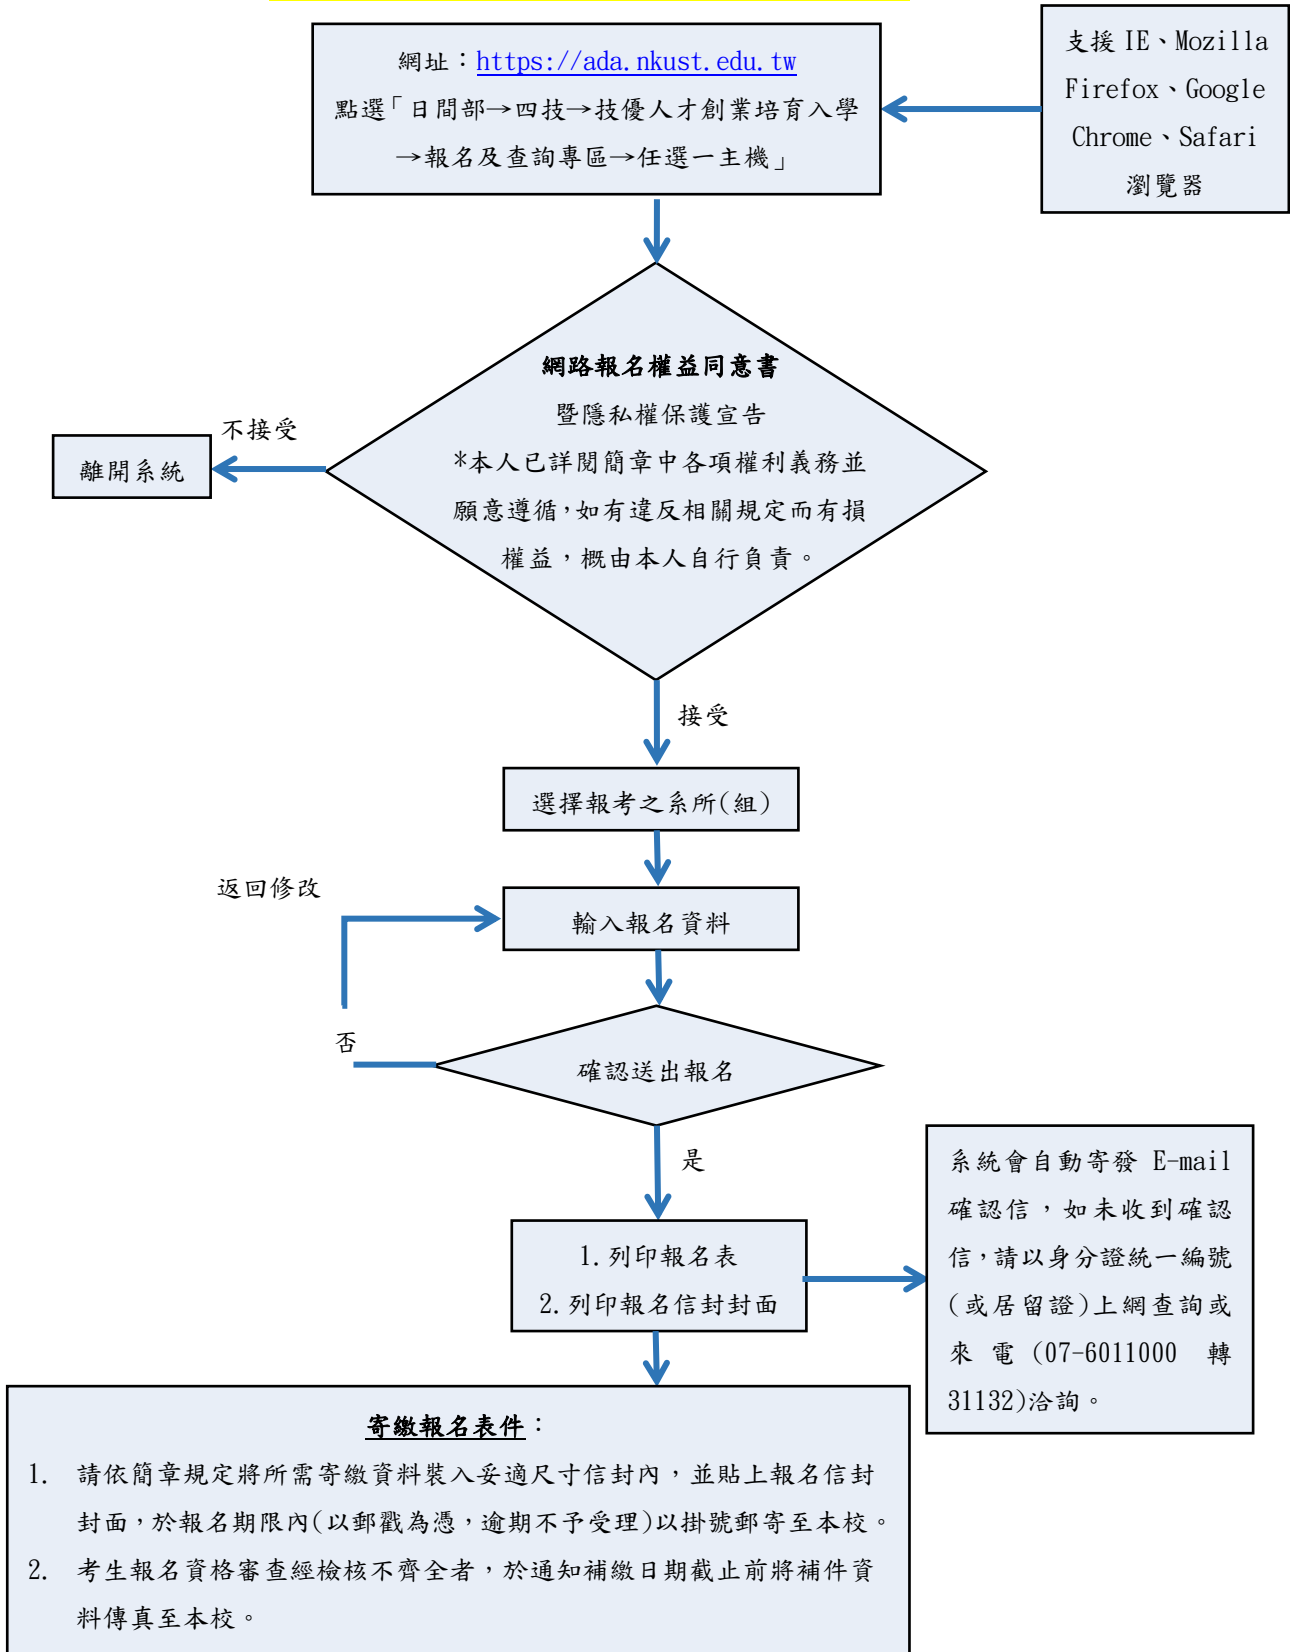 網址：https://ada.nkust.edu.tw
點選「日間部→四技→技優人才創業培育入學
→報名及查詢專區→任選一主機」
支援 IE、Mozilla
Firefox、Google
Chrome、Safari
瀏覽器
網路報名權益同意書
暨隱私權保護宣告
*本人已詳閱簡章中各項權利義務並
願意遵循，如有違反相關規定而有損
權益，概由本人自行負責。
不接受
離開系統
接受
選擇報考之系所(組)
返回修改
輸入報名資料
否
確認送出報名
是
1.列印報名表
2.列印報名信封封面
系統會自動寄發 E-mail
確認信，如未收到確認
信，請以身分證統一編號
(或居留證)上網查詢或
來電(07-6011000 轉
31132)洽詢。
寄繳報名表件：
1. 請依簡章規定將所需寄繳資料裝入妥適尺寸信封內，並貼上報名信封
封面，於報名期限內(以郵戳為憑，逾期不予受理)以掛號郵寄至本校。
2. 考生報名資格審查經檢核不齊全者，於通知補繳日期截止前將補件資
料傳真至本校。